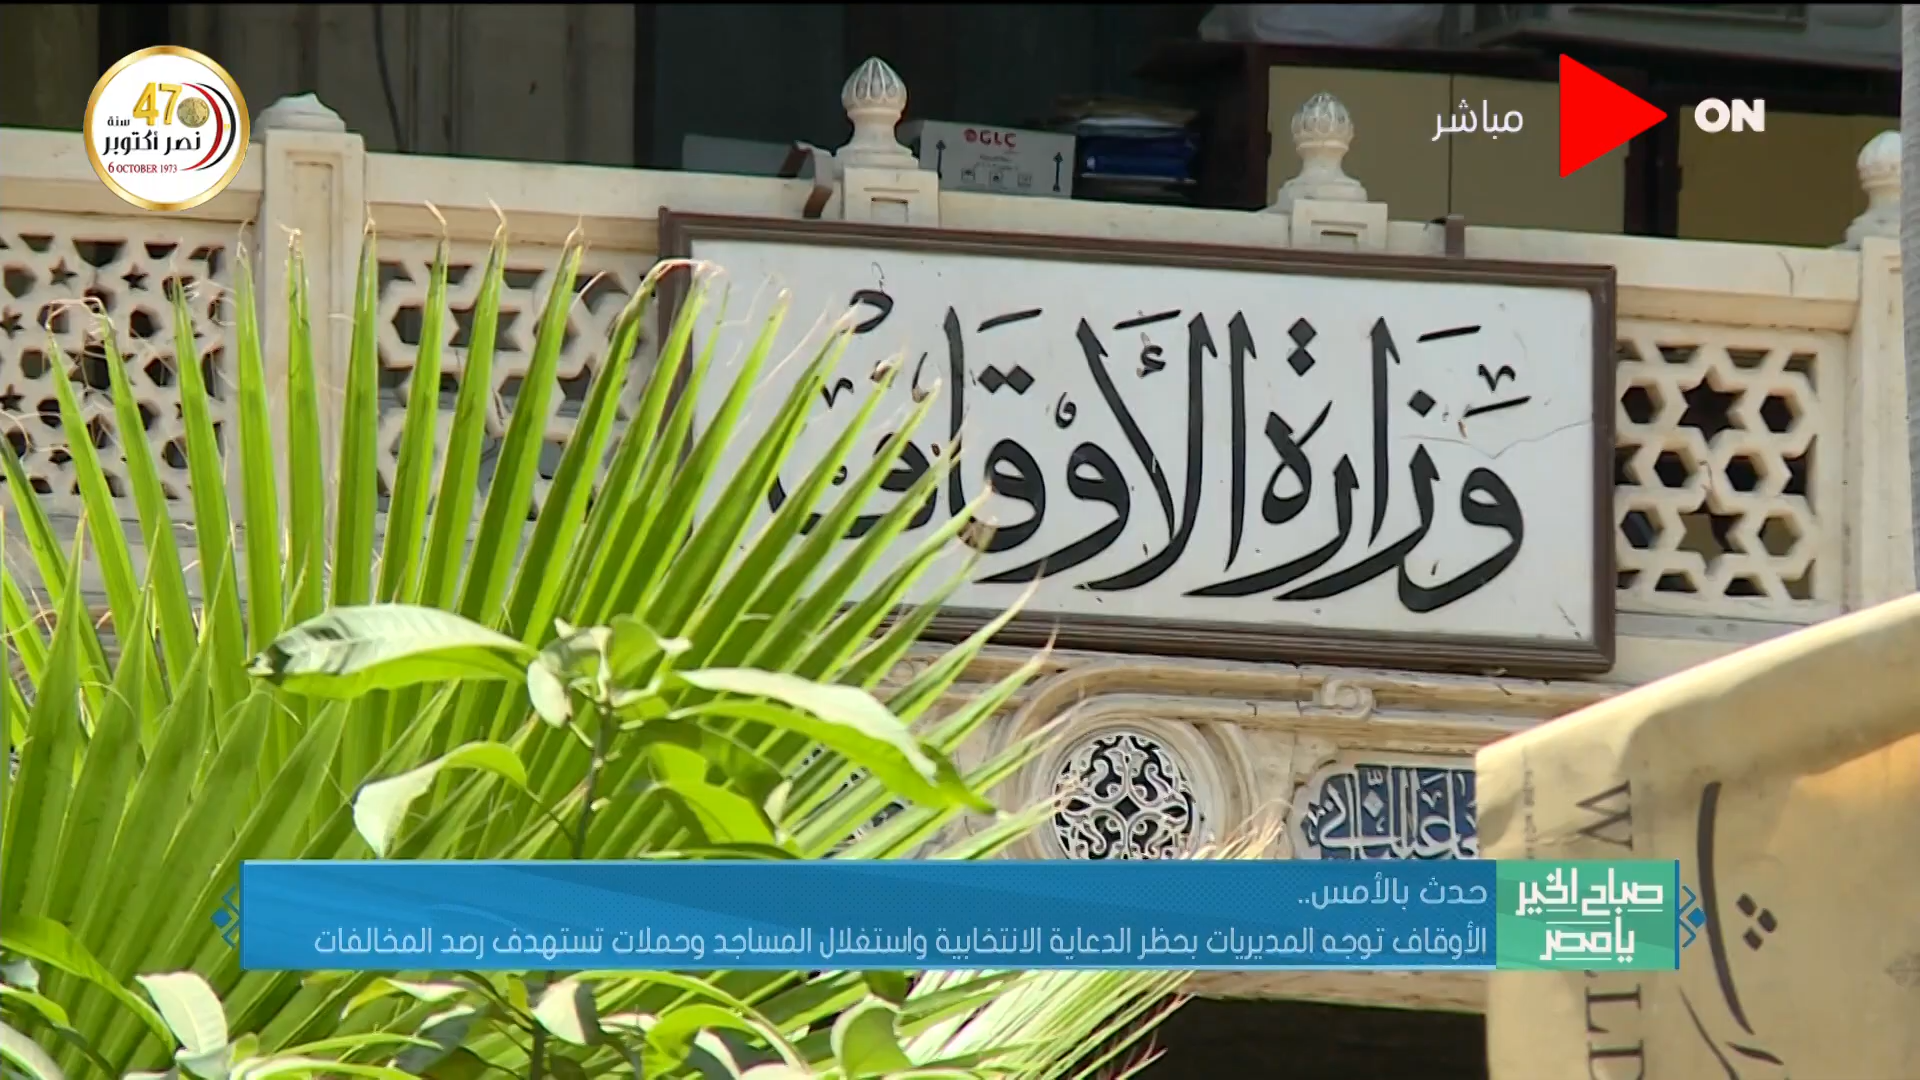 47
سنة
نصر أكتوبر
6 OCTOBER 1973
مباشر
ON
GLC
وزارة الأوقاف
حدث بالأمس..
الأوقاف توجه المديريات بحظر الدعاية الانتخابية واستغلال المساجد وحملات تستهدف رصد المخالفات
صباح الخير
يا مصر